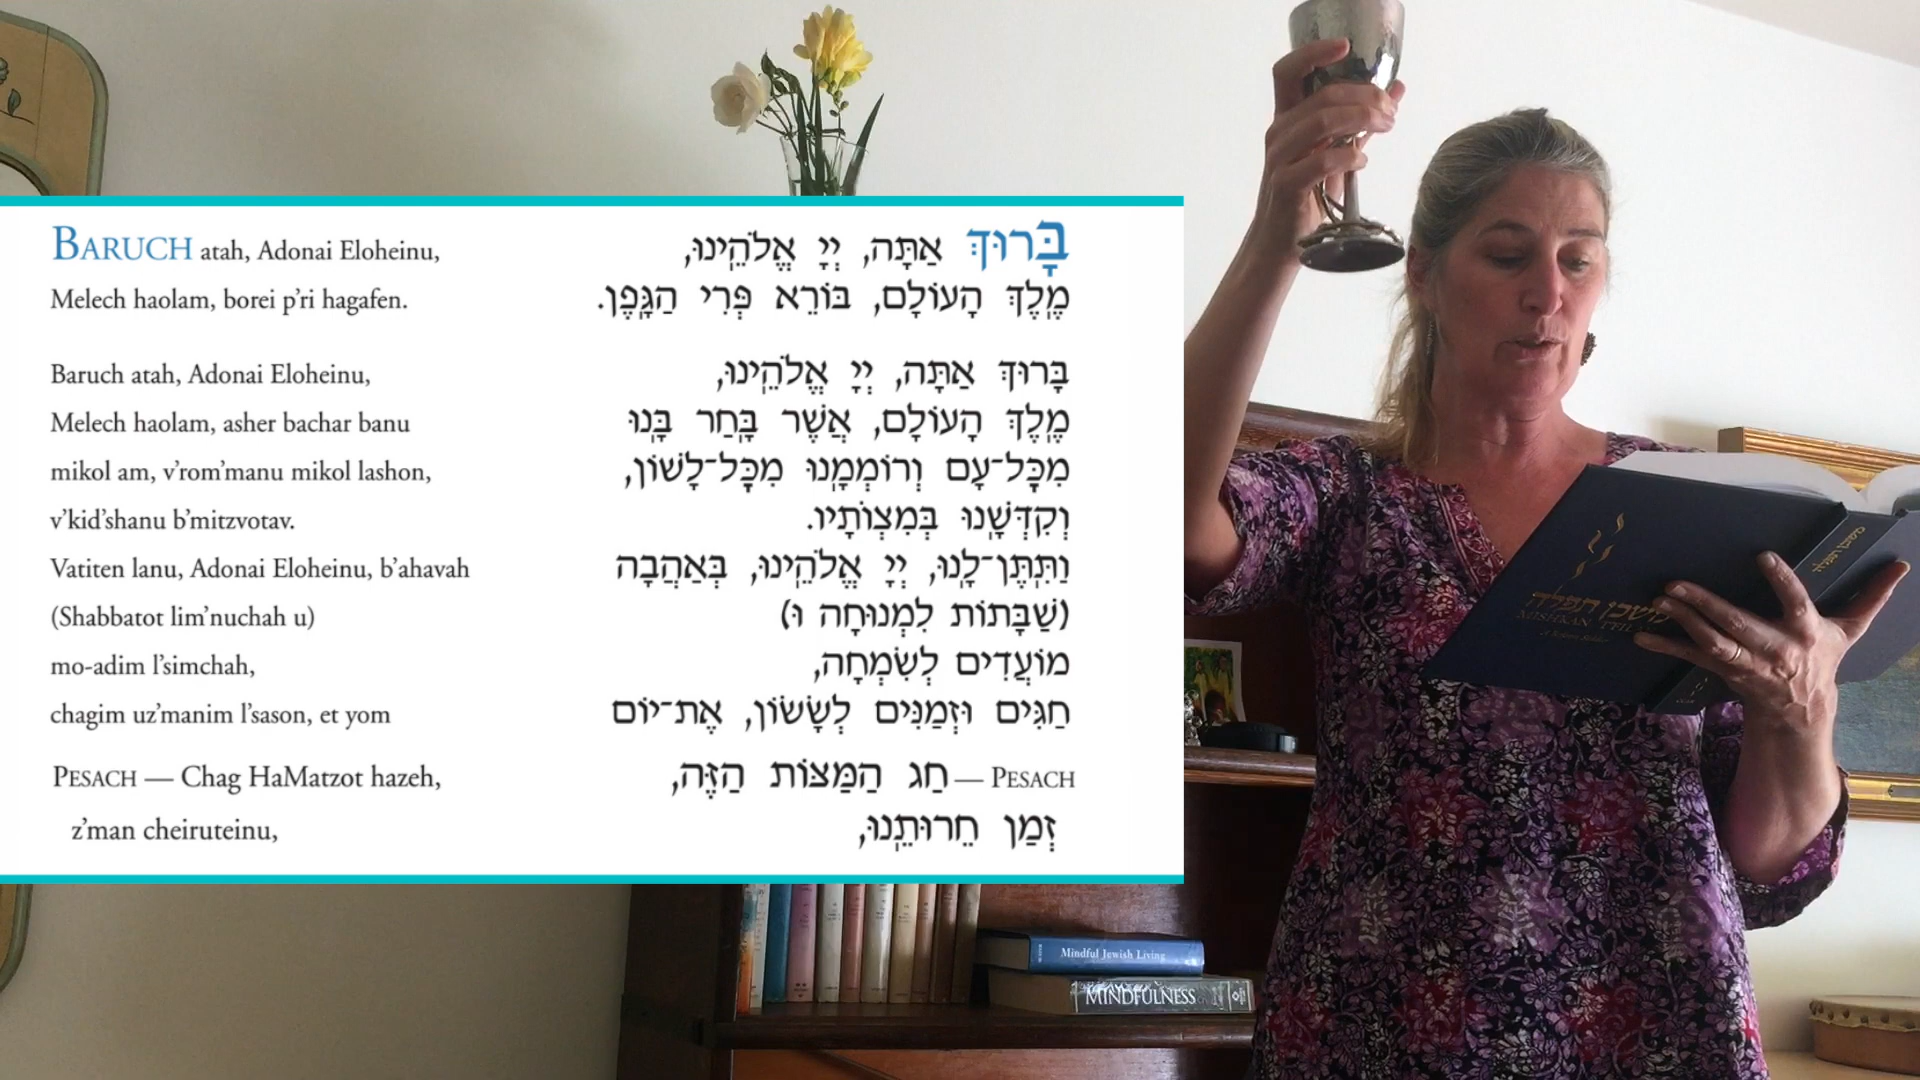 BARUCH atah, Adonai Eloheinu,
Melech haolam, borei p'ri hagafen.
Baruch atah, Adonai Eloheinu,
Melech haolam, asher bachar banu
mikol am, v'rom'manu mikol lashon,
v'kid'shanu b'mitzvotav.
Vatiten lanu, Adonai Eloheinu, b'ahavah
(Shabbatot lim'nuchah u)
mo-adim l'simchah,
chagim uz'manim l'sason, et yom
PESACH — Chag HaMatzot hazeh,
z'man cheiruteinu,
בָּרוּךְ אַתָּה, יְיָ אֱלֹהֵֽינוּ,
מֶֽלֶךְ הָעוֹלָם, בּוֹרֵא פְּרִי הַגָּֽפֶן.
בָּרוּךְ אַתָּה, יְיָ אֱלֹהֵֽינוּ,
מֶֽלֶךְ הָעוֹלָם, אֲשֶׁר בָּֽחַר בָּֽנוּ
מִכׇּל־עָם וְרוֹמְמָֽנוּ מִכׇּל־לָשׁוֹן,
וְקִדְּשָֽׁנוּ בְּמִצְוֹתָיו.
וַתִּֽתֶּן־לָֽנוּ, יְיָ אֱלֹהֵֽינוּ, בְּאַהֲבָה
(שַׁבָּתוֹת לִמְנוּחָה וּ)
מוֹעֲדִים לְשִׂמְחָה,
חַגִּים וּזְמַנִּים לְשָׂשׂוֹן, אֶת־יוֹם
PESACH — חַג הַמַּצּוֹת הַזֶּה,
זְמַן חֵרוּתֵֽנוּ,
משכן תפלה
MISHKAN
Mindful Jewish Living
MINDFULNESS